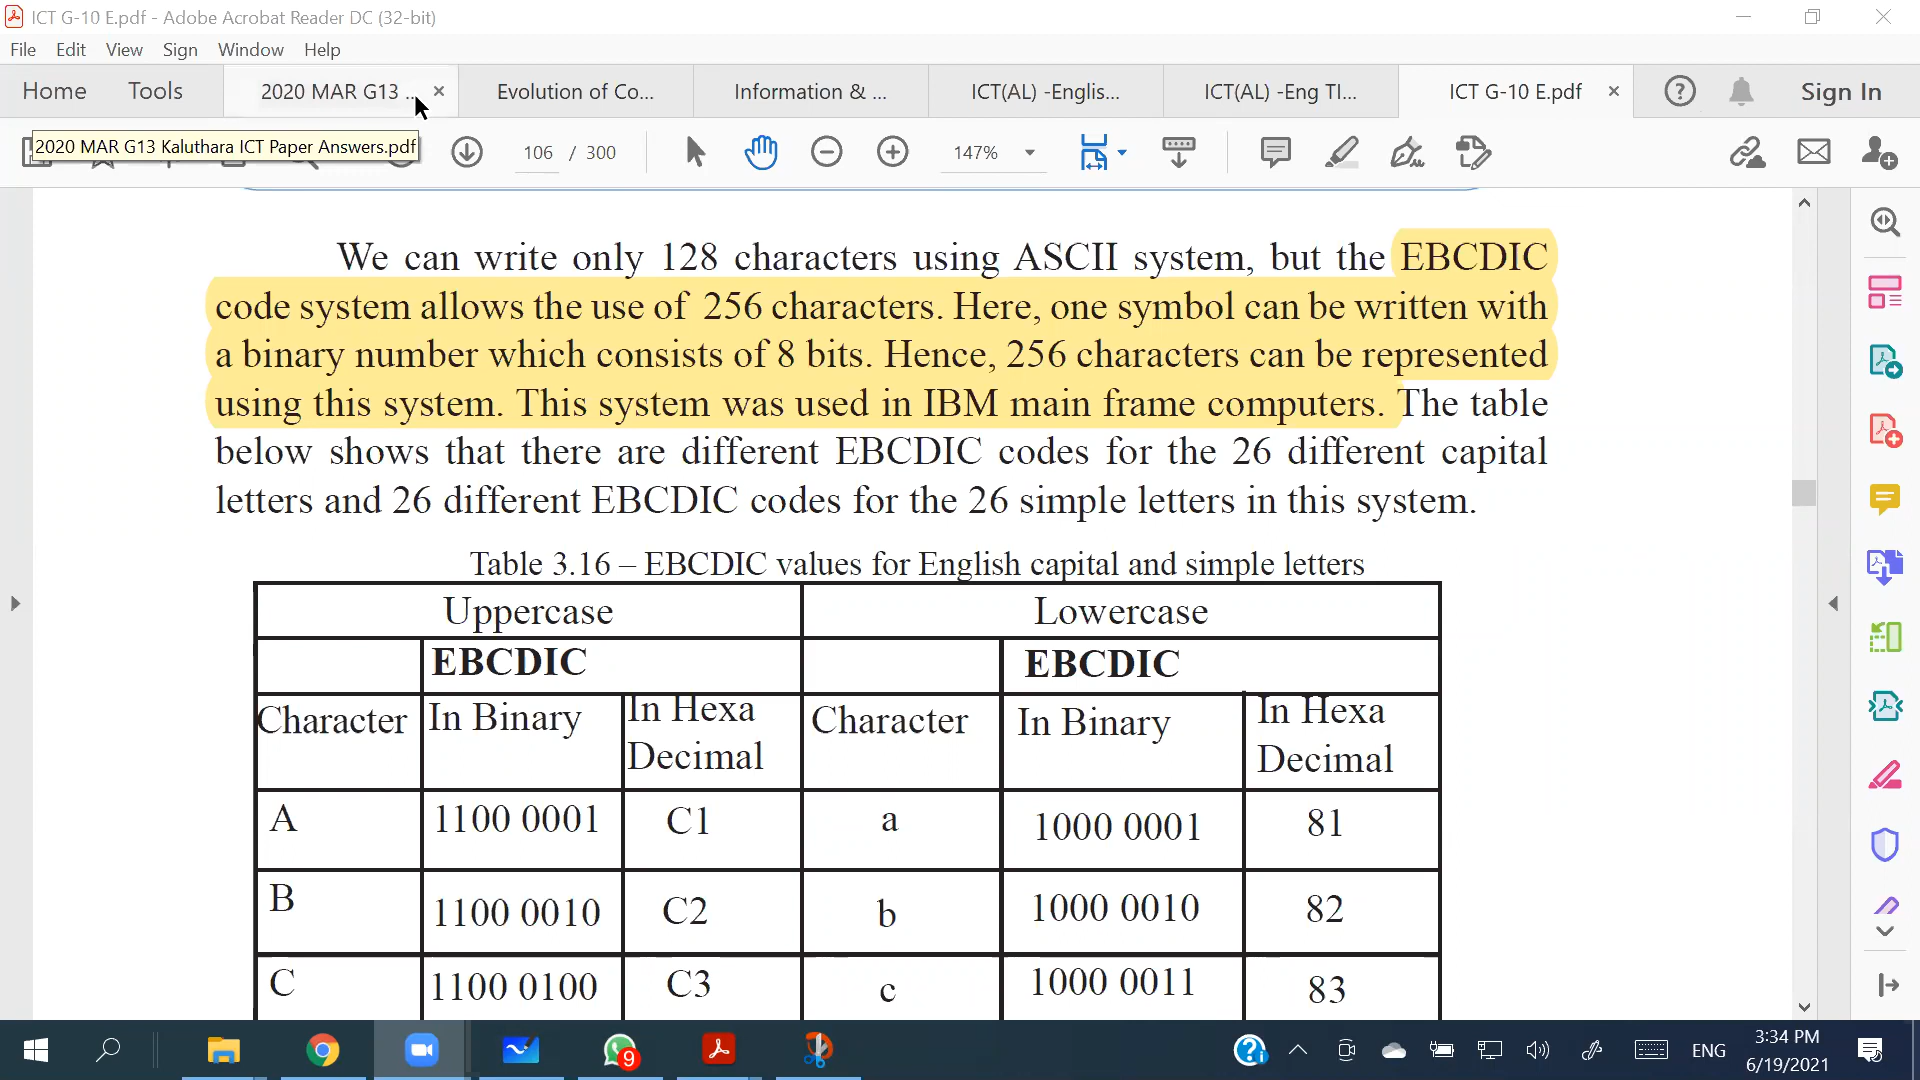 ICT G-10 E.pdf - Adobe Acrobat Reader DC (32-bit)
File Edit View Sign Window Help
Home Tools 2020 MAR G13 ... Evolution of Co... Information & ... ICT(AL) -Englis... ICT(AL) -Eng Tl... ICT G-10 E.pdf Sign In
2020 MAR G13 Kaluthara ICT Paper Answers.pdf
106 / 300 147%
We can write only 128 characters using ASCII system, but the EBCDIC
code system allows the use of 256 characters. Here, one symbol can be written with
a binary number which consists of 8 bits. Hence, 256 characters can be represented
using this system. This system was used in IBM main frame computers. The table
below shows that there are different EBCDIC codes for the 26 different capital
letters and 26 different EBCDIC codes for the 26 simple letters in this system.
Table 3.16 – EBCDIC values for English capital and simple letters
Uppercase Lowercase
EBCDIC EBCDIC
Character In Binary In Hexa Decimal Character In Binary In Hexa Decimal
A 1100 0001 C1 a 1000 0001 81
B 1100 0010 C2 b 1000 0010 82
C 1100 0100 C3 c 1000 0011 83
9
ENG
3:34 PM
6/19/2021